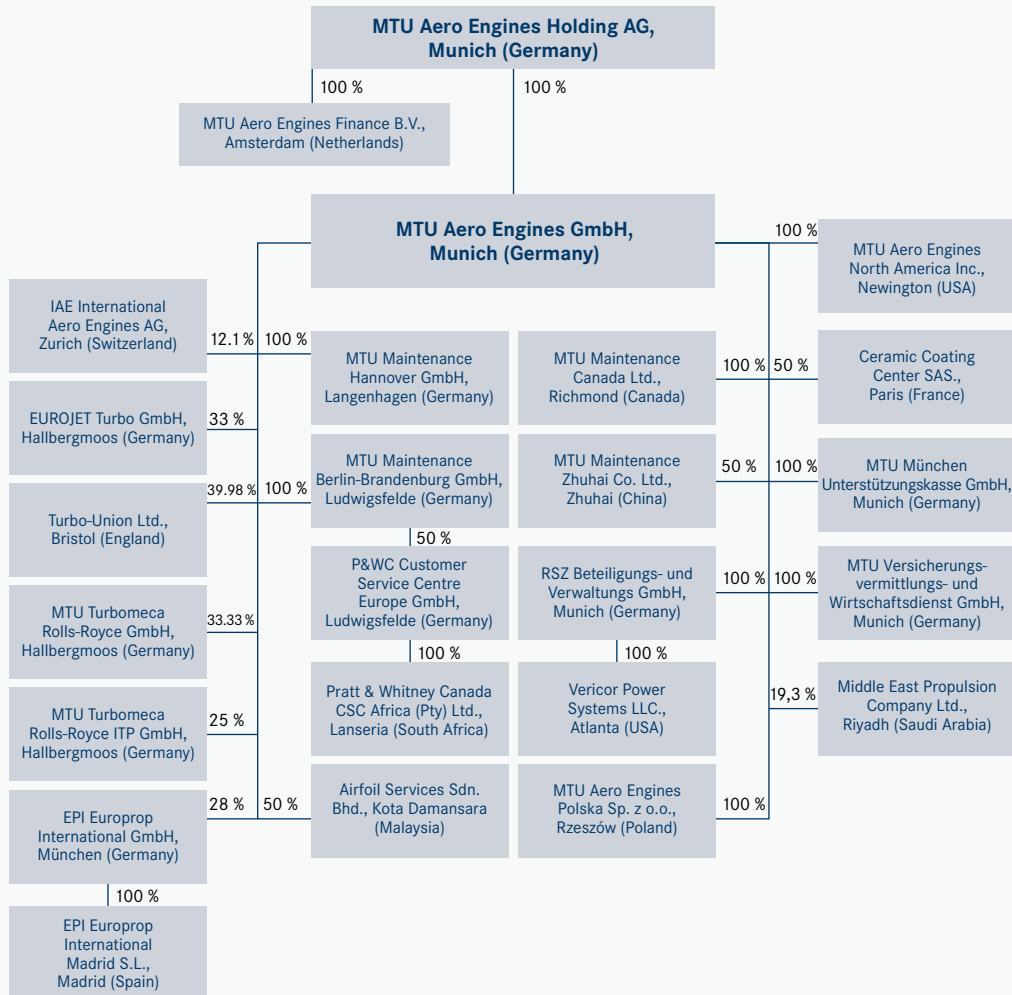 MTU Aero Engines Holding AG,
Munich (Germany)
100 %
100 %
MTU Aero Engines Finance B.V.,
Amsterdam (Netherlands)
MTU Aero Engines GmbH,
Munich (Germany)
100 %
MTU Aero Engines
North America Inc.,
Newington (USA)
IAE International
Aero Engines AG,
Zurich (Switzerland)
12.1 %
100 %
MTU Maintenance
Hannover GmbH,
Langenhagen (Germany)
MTU Maintenance
Canada Ltd.,
Richmond (Canada)
100 %
50 %
Ceramic Coating
Center SAS.,
Paris (France)
EUROJET Turbo GmbH,
Hallbergmoos (Germany)
33 %
MTU Maintenance
Berlin-Brandenburg GmbH,
Ludwigsfelde (Germany)
MTU Maintenance
Zhuhai Co. Ltd.,
Zhuhai (China)
50 %
100 %
MTU München
Unterstützungskasse GmbH,
Munich (Germany)
39.98 %
100 %
Turbo-Union Ltd.,
Bristol (England)
50 %
P&WC Customer
Service Centre
Europe GmbH,
Ludwigsfelde (Germany)
RSZ Beteiligungs- und
Verwaltungs GmbH,
Munich (Germany)
100 %
100 %
MTU Versicherungs-
vermittlungs- und
Wirtschaftsdienst GmbH,
Munich (Germany)
MTU Turbomeca
Rolls-Royce GmbH,
Hallbergmoos (Germany)
33.33 %
100 %
100 %
Pratt & Whitney Canada
CSC Africa (Pty) Ltd.,
Lanseria (South Africa)
Vericor Power
Systems LLC.,
Atlanta (USA)
19,3 %
Middle East Propulsion
Company Ltd.,
Riyadh (Saudi Arabia)
MTU Turbomeca
Rolls-Royce ITP GmbH,
Hallbergmoos (Germany)
25 %
Airfoil Services Sdn.
Bhd., Kota Damansara
(Malaysia)
MTU Aero Engines
Polska Sp. z o.o.,
Rzeszów (Poland)
100 %
28 %
50 %
EPI Europrop
International GmbH,
München (Germany)
100 %
EPI Europrop
International
Madrid S.L.,
Madrid (Spain)